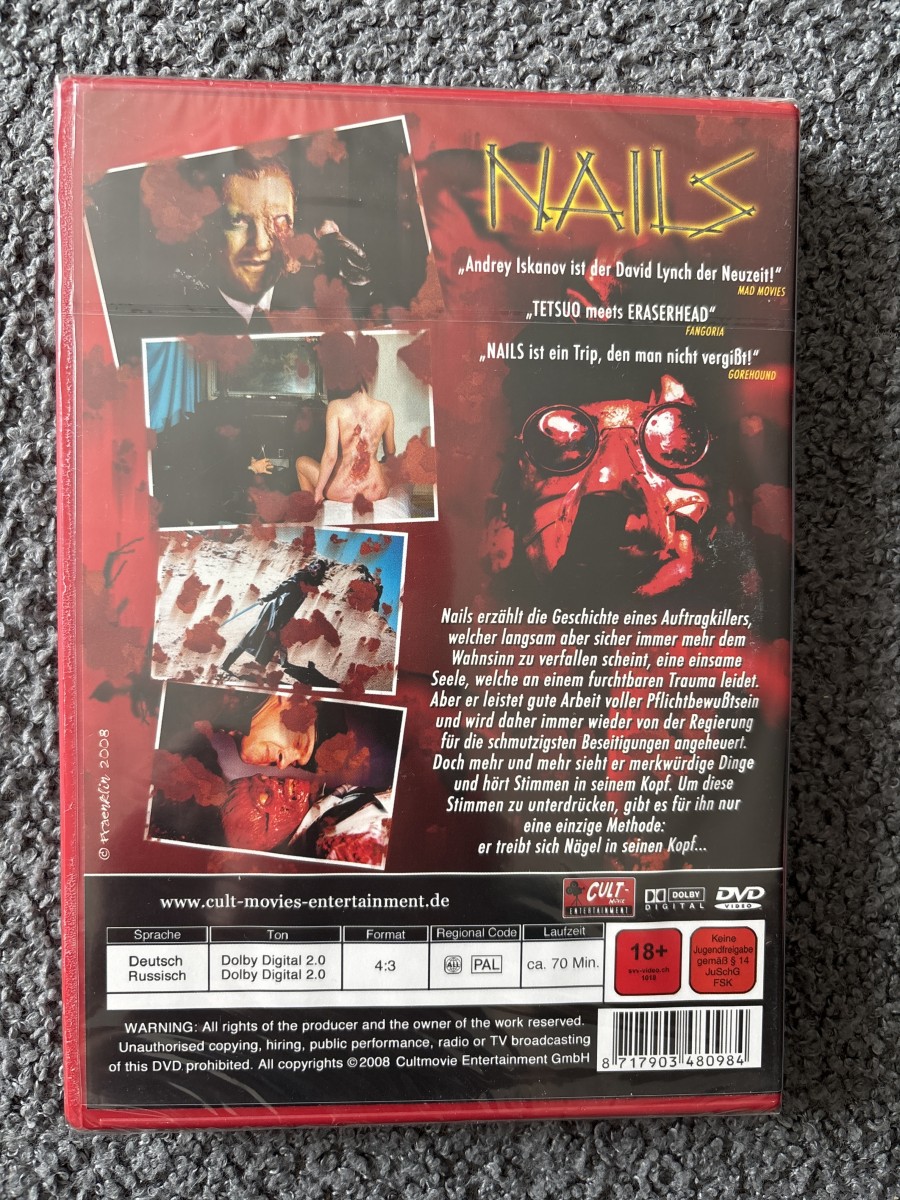 NAILS
„Andrey Iskanov ist der David Lynch der Neuzeit!“
MAD MOVIES
„TETSUO meets ERASERHEAD“
FANGORIA
„NAILS ist ein Trip, den man nicht vergißt!“
GOREHOUND
Nails erzählt die Geschichte eines Auftragkillers,
welcher langsam aber sicher immer mehr dem
Wahnsinn zu verfallen scheint, eine einsame
Seele, welche an einem furchtbaren Trauma leidet.
Aber er leistet gute Arbeit voller Pflichtbewußtsein
und wird daher immer wieder von der Regierung
für die schmutzigsten Beseitigungen angeheuert.
Doch mehr und mehr sieht er merkwürdige Dinge
und hört Stimmen in seinem Kopf. Um diese
Stimmen zu unterdrücken, gibt es für ihn nur
eine einzige Methode:
er treibt sich Nägel in seinen Kopf...
© Fraenklin 2008
www.cult-movies-entertainment.de
CULT-
MOVIE
ENTERTAINMENT
DOLBY
DIGITAL
DVD
VIDEO
Sprache Ton Format Regional Code Laufzeit
Deutsch Dolby Digital 2.0 4:3 ALL PAL ca. 70 Min.
Russisch Dolby Digital 2.0
18+
svv-video.ch
1018
Keine
Jugendfreigabe
gemäß § 14
JuSchG
FSK
WARNING: All rights of the producer and the owner of the work reserved.
Unauthorised copying, hiring, public performance, radio or TV broadcasting
of this DVD prohibited. All copyrights ©2008 Cultmovie Entertainment GmbH
8 717903 480984